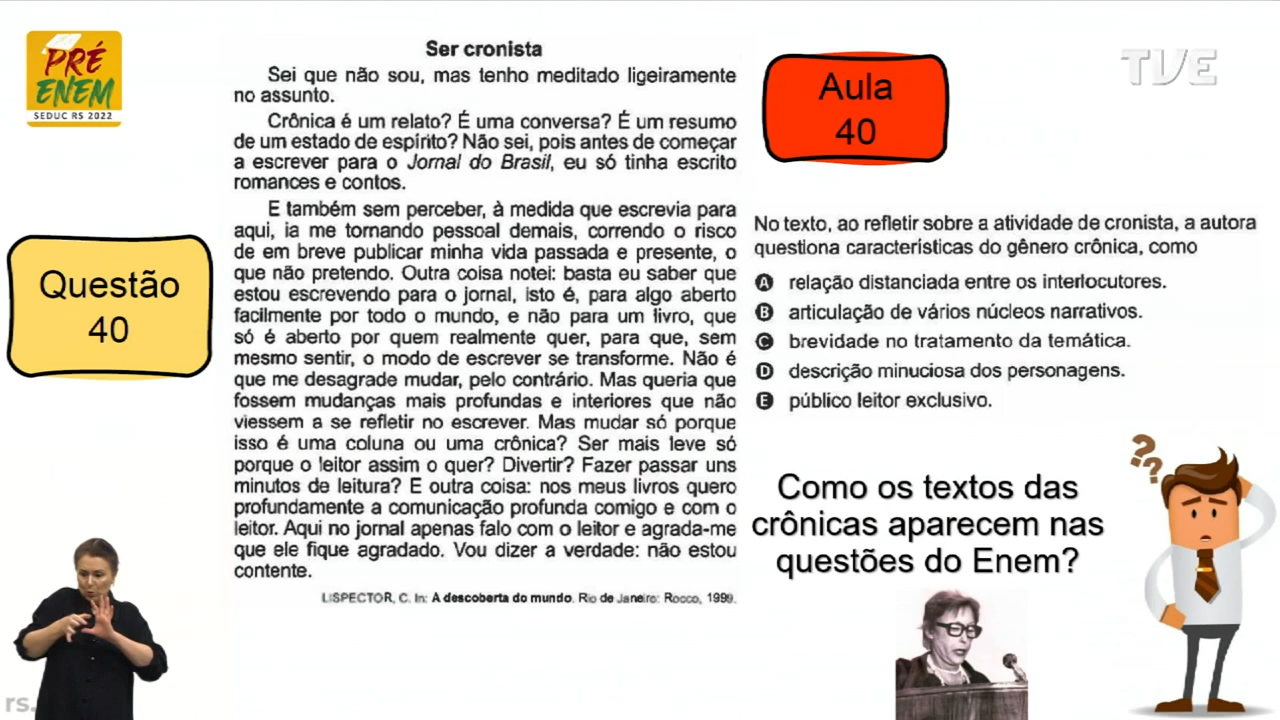 PRÉ
ENEM
SEDUC RS 2022
Ser cronista
Sei que não sou, mas tenho meditado ligeiramente
no assunto.
Crônica é um relato? É uma conversa? É um resumo
de um estado de espírito? Não sei, pois antes de começar
a escrever para o Jornal do Brasil, eu só tinha escrito
romances e contos.
E também sem perceber, à medida que escrevia para
aqui, ia me tornando pessoal demais, correndo o risco
de em breve publicar minha vida passada e presente, o
que não pretendo. Outra coisa notei: basta eu saber que
estou escrevendo para o jornal, isto é, para algo aberto
facilmente por todo o mundo, e não para um livro, que
só é aberto por quem realmente quer, para que, sem
mesmo sentir, o modo de escrever se transforme. Não é
que me desagrade mudar, pelo contrário. Mas queria que
fossem mudanças mais profundas e interiores que não
viessem a se refletir no escrever. Mas mudar só porque
isso é uma coluna ou uma crônica? Ser mais leve só
porque o leitor assim o quer? Divertir? Fazer passar uns
minutos de leitura? E outra coisa: nos meus livros quero
profundamente a comunicação profunda comigo e com o
leitor. Aqui no jornal apenas falo com o leitor e agrada-me
que ele fique agradado. Vou dizer a verdade: não estou
contente.
LISPECTOR, C. In: A descoberta do mundo. Rio de Janeiro: Rocco, 1999.
Questão
40
Aula
40
TVE
No texto, ao refletir sobre a atividade de cronista, a autora
questiona características do gênero crônica, como
A relação distanciada entre os interlocutores.
B articulação de vários núcleos narrativos.
C brevidade no tratamento da temática.
D descrição minuciosa dos personagens.
E público leitor exclusivo.
Como os textos das
crônicas aparecem nas
questões do Enem?
??
rs.